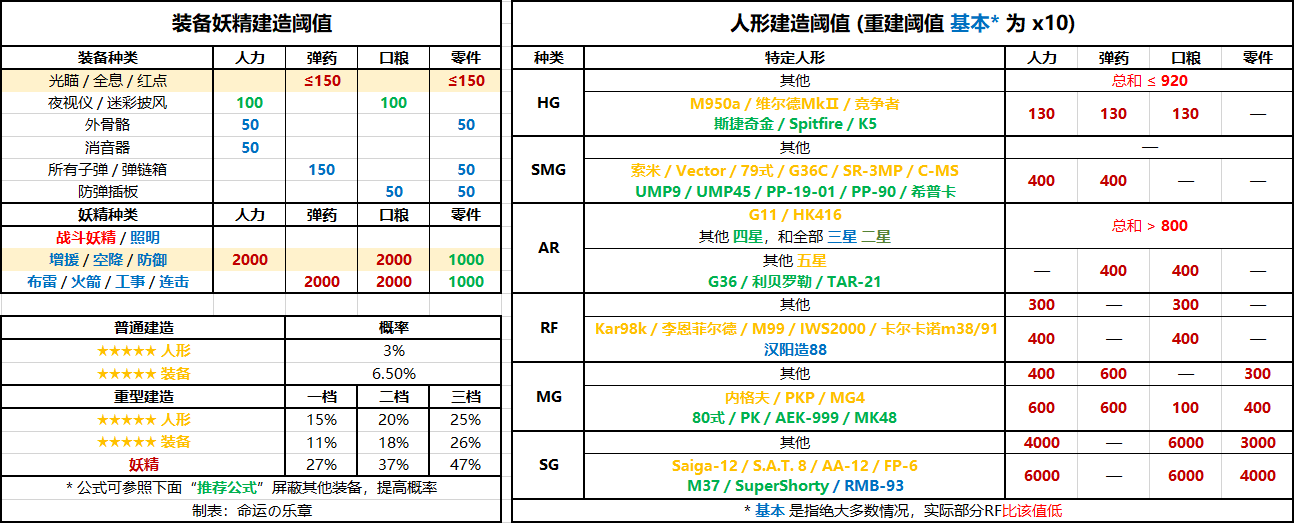 装备妖精建造阈值
装备种类 人力 弹药 口粮 零件
光瞄 / 全息 / 红点 ≤150 ≤150
夜视仪 / 迷彩披风 100 100
外骨骼 50 50
消音器 50
所有子弹 / 弹链箱 150 50
防弹插板 50 50
妖精种类 人力 弹药 口粮 零件
战斗妖精 / 照明
增援 / 空降 / 防御 2000 2000 1000
布雷 / 火箭 / 工事 / 连击 2000 2000 1000
普通建造 概率
★★★★★ 人形 3%
★★★★★ 装备 6.50%
重型建造 一档 二档 三档
★★★★★ 人形 15% 20% 25%
★★★★★ 装备 11% 18% 26%
妖精 27% 37% 47%
* 公式可参照下面“推荐公式”屏蔽其他装备，提高概率
制表：命运の乐章
人形建造阈值 (重建阈值 基本* 为 x10)
种类 特定人形 人力 弹药 口粮 零件
HG
其他 总和 ≤ 920
M950a / 维尔德MkⅡ / 竞争者
斯捷奇金 / Spitfire / K5
130 130 130 —
SMG
其他 —
索米 / Vector / 79式 / G36C / SR-3MP / C-MS
UMP9 / UMP45 / PP-19-01 / PP-90 / 希普卡
400 400 — —
AR
G11 / HK416
其他 四星，和全部 三星 二星
总和 > 800
其他 五星
G36 / 利贝罗勒 / TAR-21
— 400 400 —
RF
其他 300 — 300 —
Kar98k / 李恩菲尔德 / M99 / IWS2000 / 卡尔卡诺m38/91
汉阳造88
400 — 400 —
MG
其他 400 600 — 300
内格夫 / PKP / MG4
80式 / PK / AEK-999 / MK48
600 600 100 400
SG
其他 4000 — 6000 3000
Saiga-12 / S.A.T. 8 / AA-12 / FP-6
M37 / SuperShorty / RMB-93
6000 — 6000 4000
* 基本 是指绝大多数情况，实际部分RF比该值低